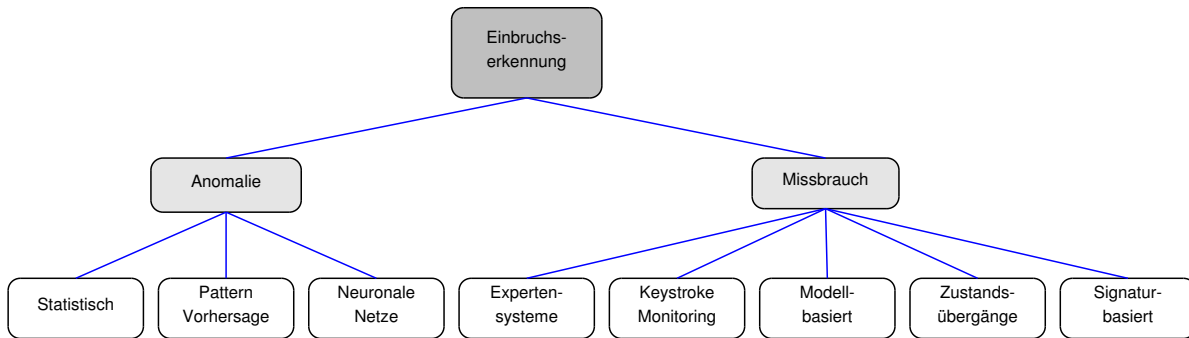 Einbruchs-
erkennung
Anomalie
Missbrauch
Statistisch
Pattern
Vorhersage
Neuronale
Netze
Experten-
systeme
Keystroke
Monitoring
Modell-
basiert
Zustands-
übergänge
Signatur-
basiert